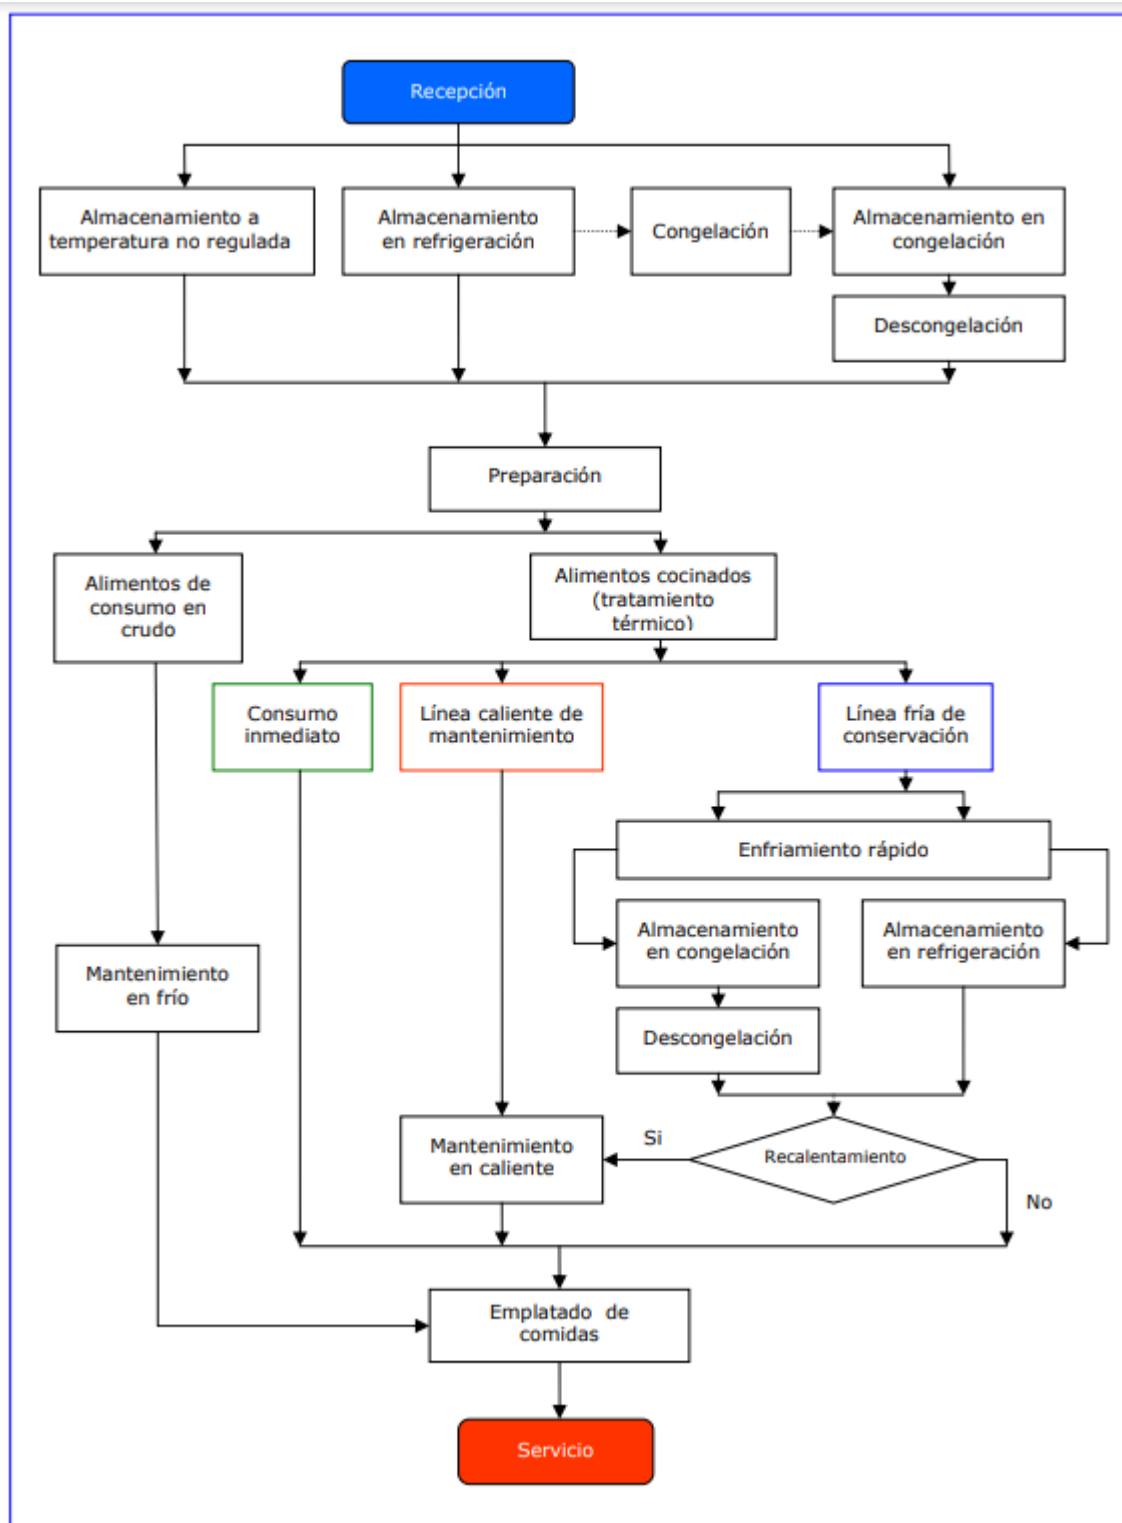 Recepción
Almacenamiento a
temperatura no regulada
Almacenamiento
en refrigeración
Congelación
Almacenamiento en
congelación
Descongelación
Preparación
Alimentos de
consumo en
crudo
Alimentos cocinados
(tratamiento
térmico)
Consumo
inmediato
Línea caliente de
mantenimiento
Línea fría de
conservación
Enfriamiento rápido
Almacenamiento
en congelación
Almacenamiento
en refrigeración
Mantenimiento
en frío
Descongelación
Mantenimiento
en caliente
Si
Recalentamiento
No
Emplatado de
comidas
Servicio